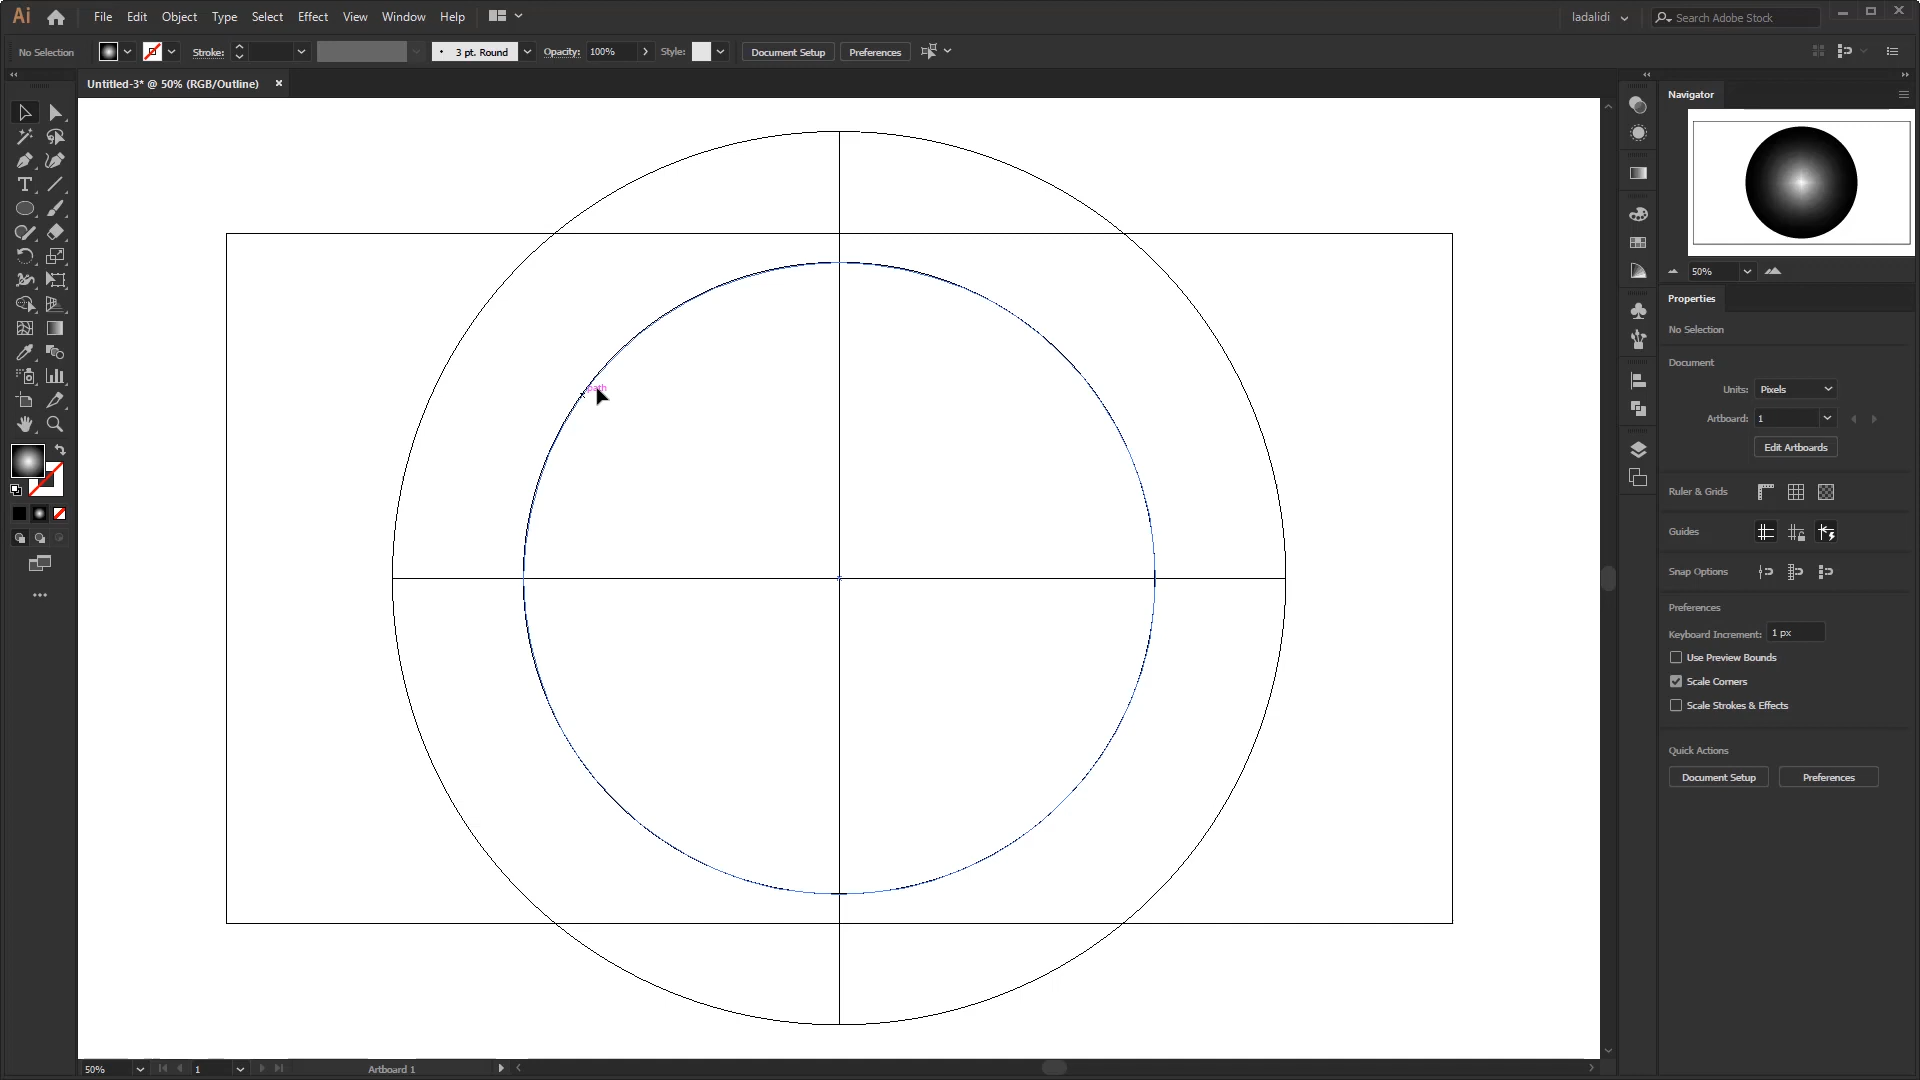 Ai File Edit Object Type Select Effect View Window Help ladalidi Search Adobe Stock
No Selection Stroke: 3 pt. Round Opacity: 100% Style: Document Setup Preferences
Untitled-3* @ 50% (RGB/Outline) ×
Navigator
50%
Properties
No Selection
Document
Units: Pixels
Artboard: 1
Edit Artboards
Ruler & Grids
Guides
Snap Options
Preferences
Keyboard Increment: 1 px
Use Preview Bounds
Scale Corners
Scale Strokes & Effects
Quick Actions
Document Setup Preferences
path
50% 1 Artboard 1